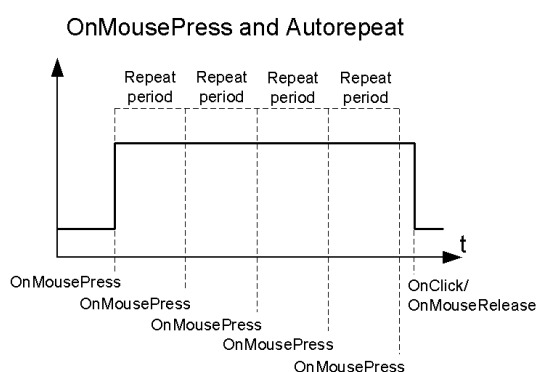 OnMousePress and Autorepeat
Repeat Repeat Repeat Repeat
period period period period
t
OnMousePress
OnMousePress
OnMousePress
OnMousePress
OnMousePress
OnClick/
OnMouseRelease